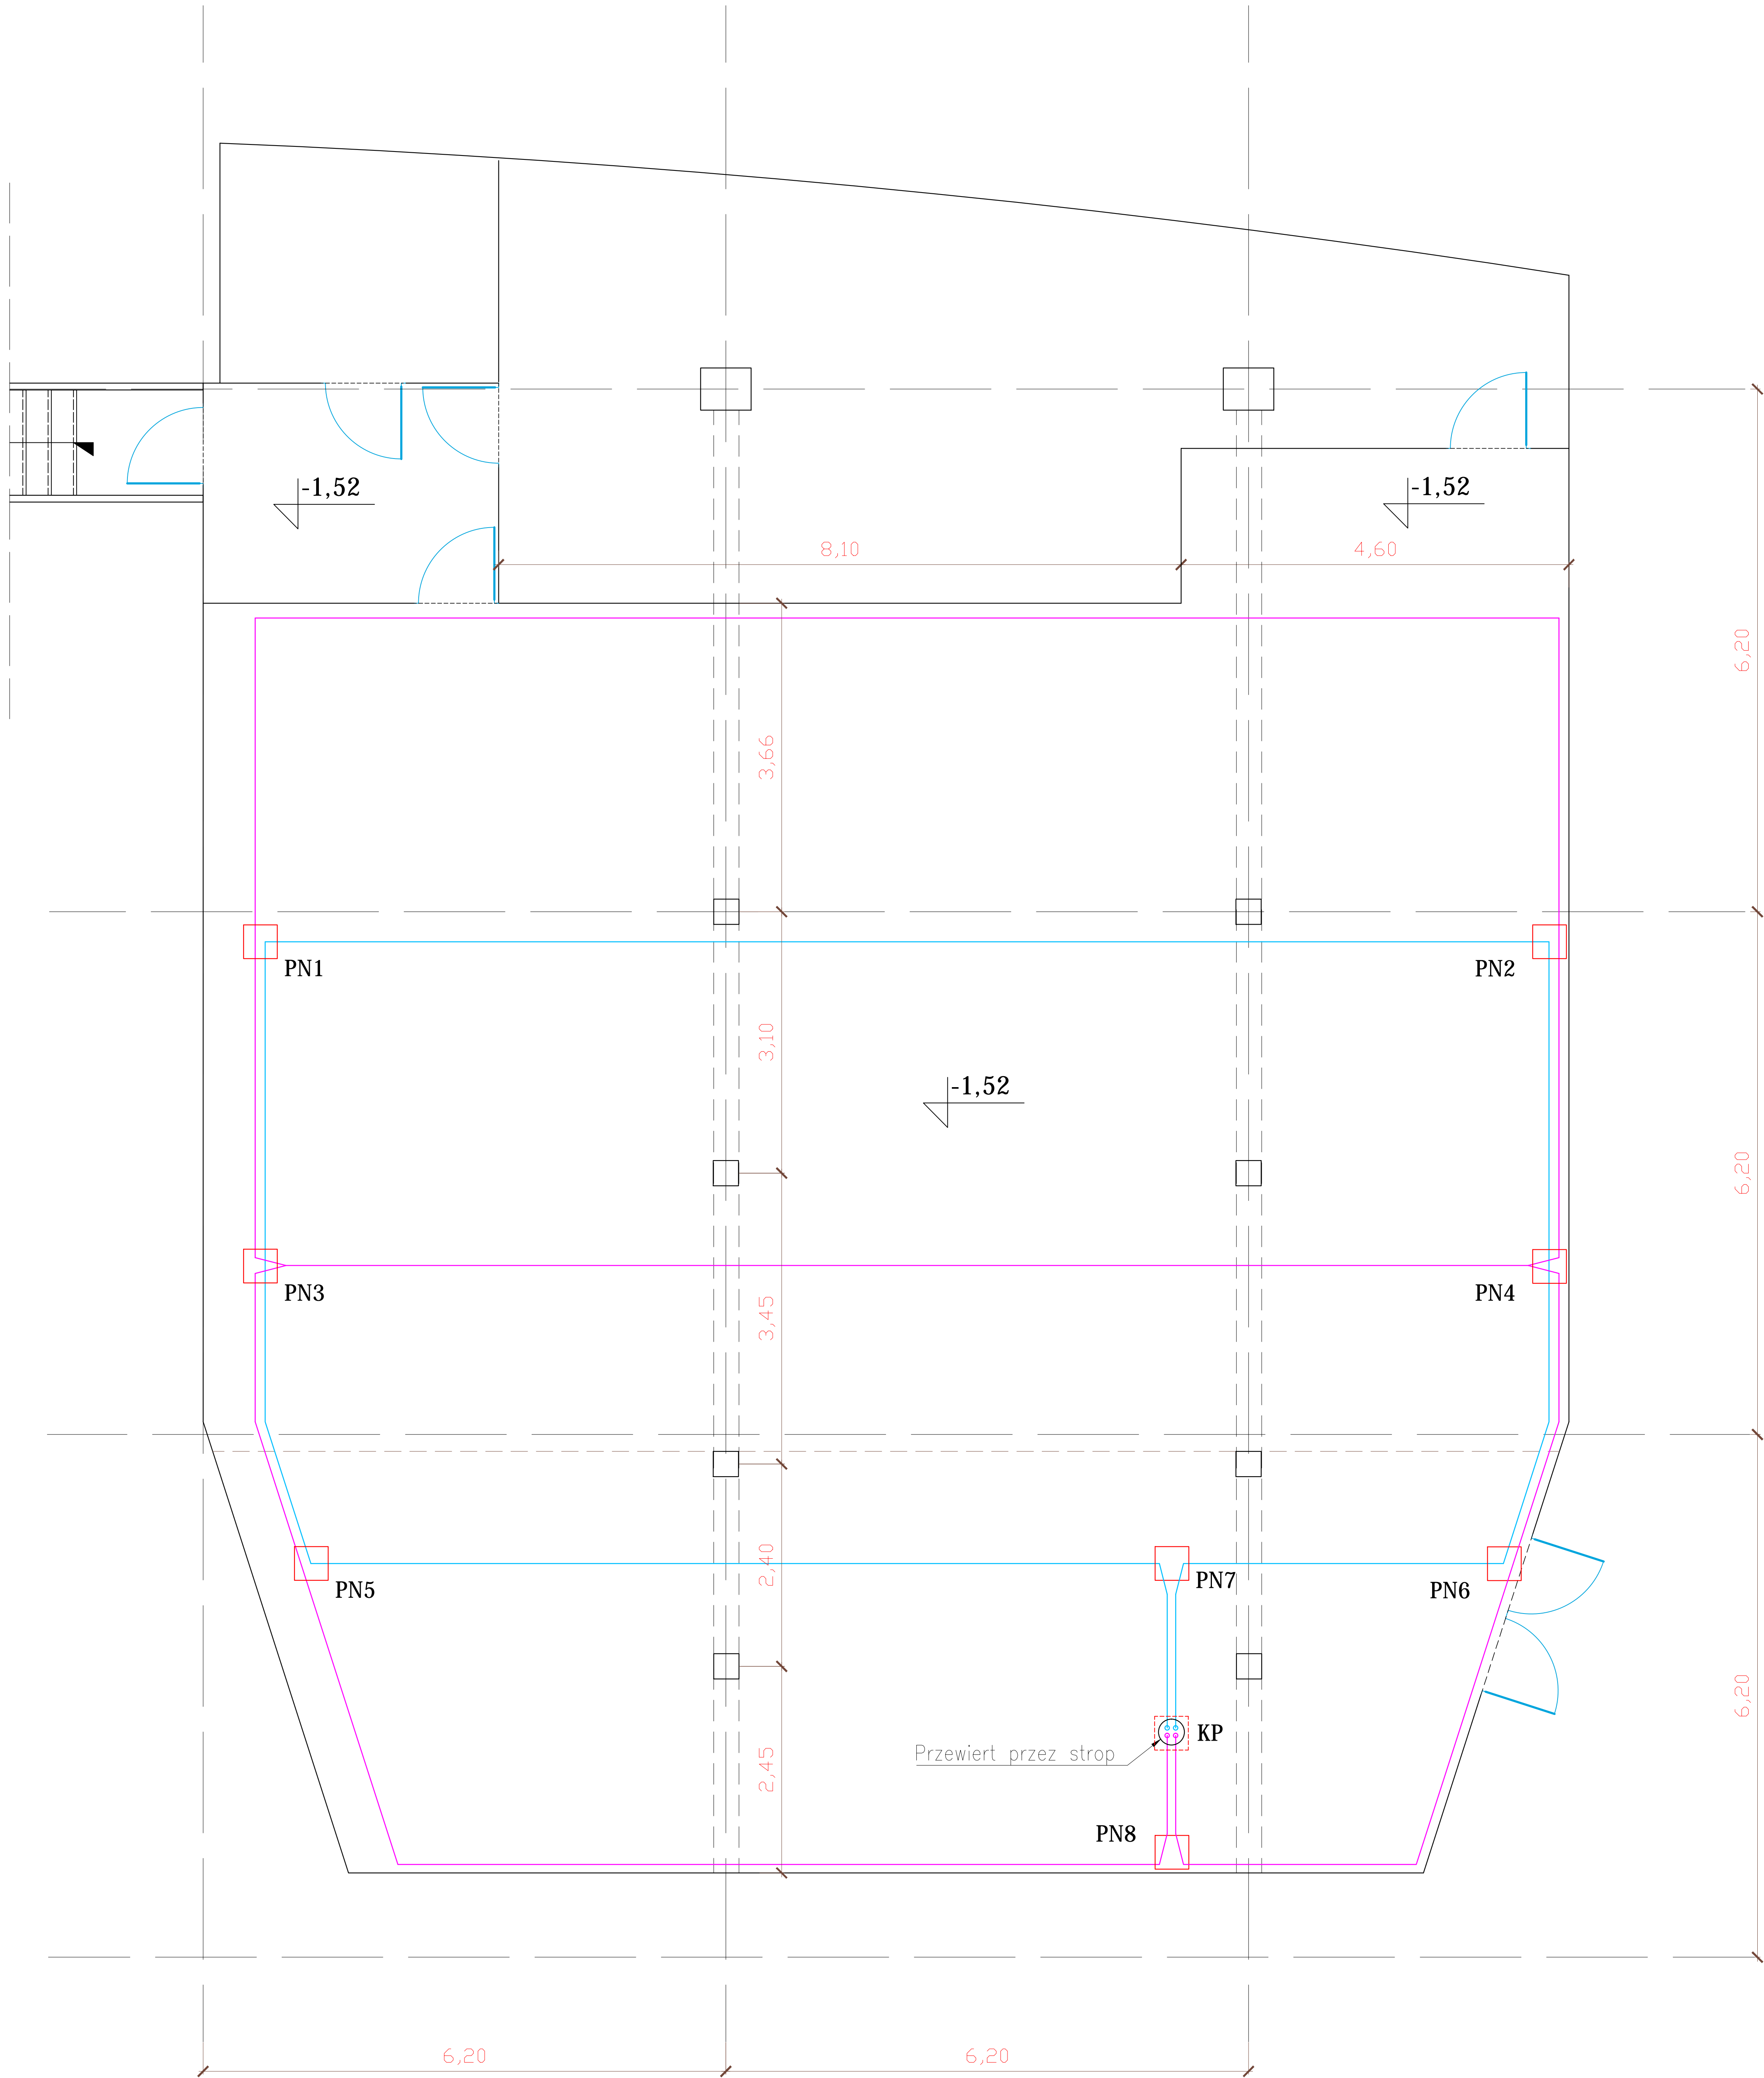 -1,52
-1,52
8,10
4,60
6,20
3,66
PN1
PN2
3,10
-1,52
6,20
PN3
PN4
3,45
2,40
PN5
PN7
PN6
6,20
KP
Przewiert przez strop
2,45
PN8
6,20
6,20